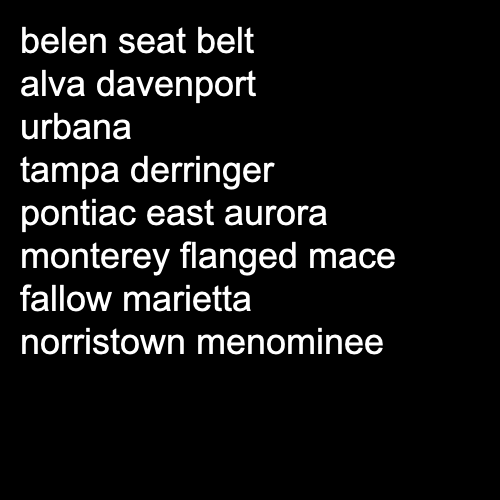 belen seat belt
alva davenport
urbana
tampa derringer
pontiac east aurora
monterey flanged mace
fallow marietta
norristown menominee